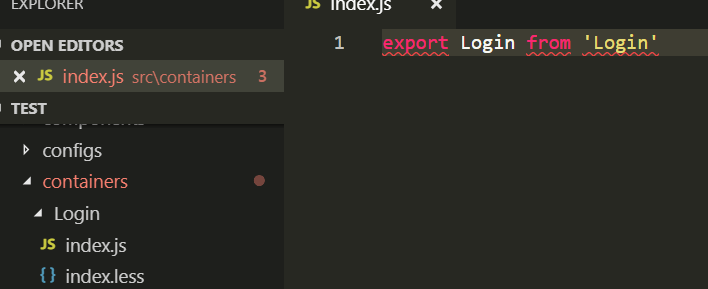 EXPLORER
OPEN EDITORS
JS index.js src\containers 3
TEST
components
configs
containers
Login
JS index.js
{} index.less
JS index.js
1 export Login from 'Login'